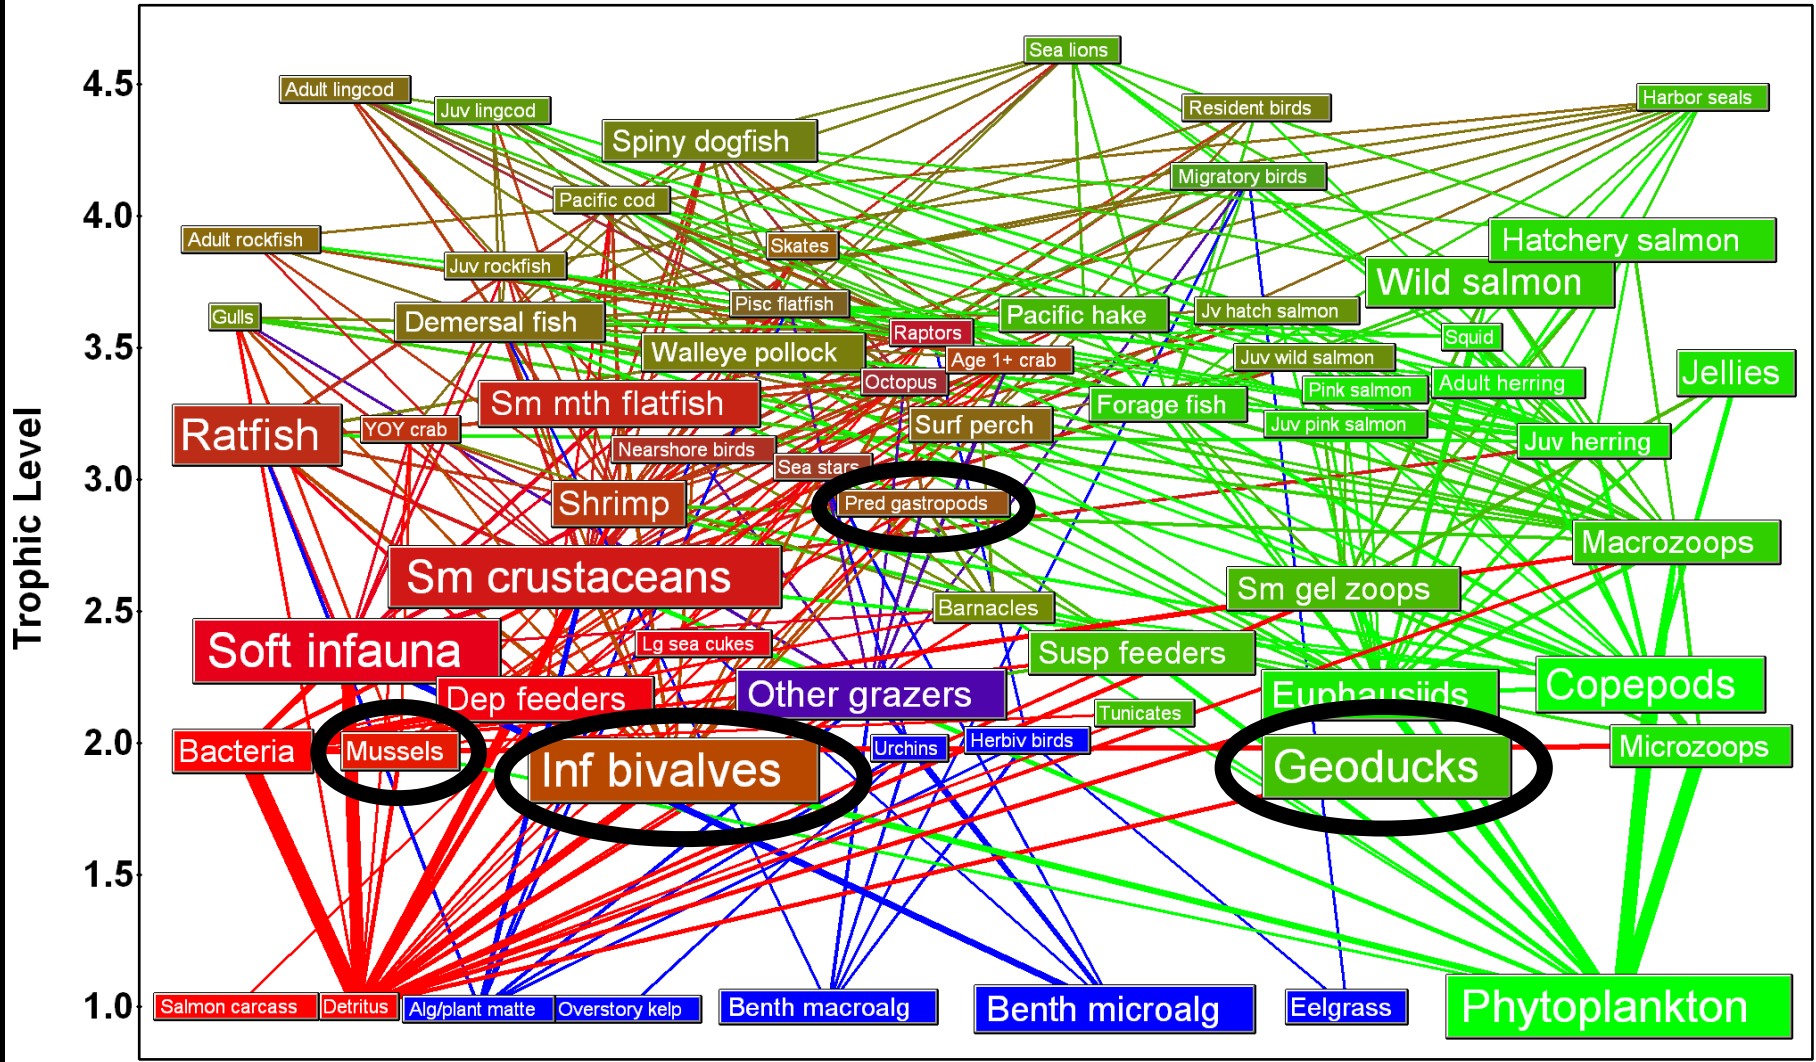 Sea lions
4.5
Adult lingcod
Juv lingcod
Resident birds
Harbor seals
Spiny dogfish
Migratory birds
Pacific cod
4.0
Adult rockfish
Skates
Hatchery salmon
Juv rockfish
Wild salmon
Gulls
Demersal fish
Pisc flatfish
Pacific hake
Jv hatch salmon
Raptors
Squid
3.5
Walleye pollock
Age 1+ crab
Juv wild salmon
Jellies
Octopus
Pink salmon
Adult herring
Sm mth flatfish
Forage fish
Ratfish
YOY crab
Surf perch
Juv pink salmon
Juv herring
Nearshore birds
Sea stars
3.0
Shrimp
Pred gastropods
Trophic Level
Macrozoops
Sm crustaceans
Sm gel zoops
2.5
Barnacles
Soft infauna
Lg sea cukes
Susp feeders
Dep feeders
Other grazers
Euphausiids
Copepods
Tunicates
2.0
Bacteria
Mussels
Inf bivalves
Urchins
Herbiv birds
Geoducks
Microzoops
1.5
1.0
Salmon carcass
Detritus
Alg/plant matte
Overstory kelp
Benth macroalg
Benth microalg
Eelgrass
Phytoplankton